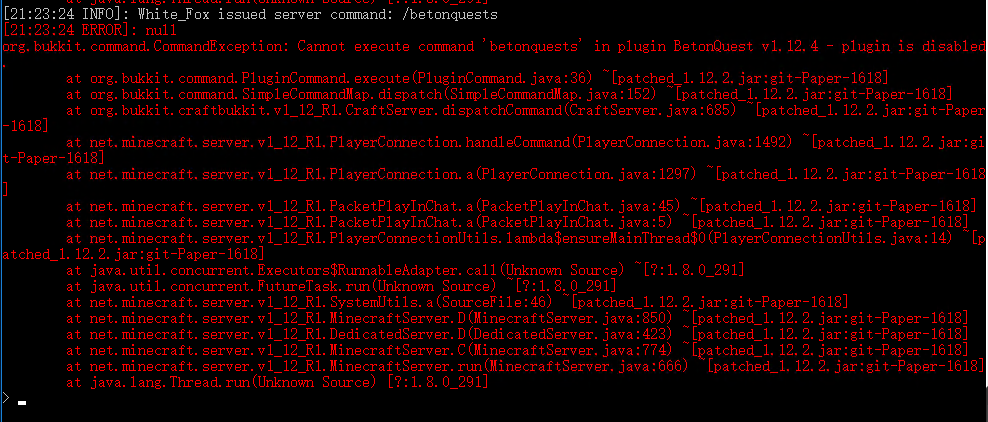 at java.lang.Thread.run(Unknown Source) [?:1.8.0_291]
[21:23:24 INFO]: White_Fox issued server command: /betonquests
[21:23:24 ERROR]: null
org.bukkit.command.CommandException: Cannot execute command 'betonquests' in plugin BetonQuest v1.12.4 - plugin is disabled
.
at org.bukkit.command.PluginCommand.execute(PluginCommand.java:36) ~[patched_1.12.2.jar:git-Paper-1618]
at org.bukkit.command.SimpleCommandMap.dispatch(SimpleCommandMap.java:152) ~[patched_1.12.2.jar:git-Paper-1618]
at org.bukkit.craftbukkit.v1_12_R1.CraftServer.dispatchCommand(CraftServer.java:685) ~[patched_1.12.2.jar:git-Paper
-1618]
at net.minecraft.server.v1_12_R1.PlayerConnection.handleCommand(PlayerConnection.java:1492) ~[patched_1.12.2.jar:gi
t-Paper-1618]
at net.minecraft.server.v1_12_R1.PlayerConnection.a(PlayerConnection.java:1297) ~[patched_1.12.2.jar:git-Paper-1618
]
at net.minecraft.server.v1_12_R1.PacketPlayInChat.a(PacketPlayInChat.java:45) ~[patched_1.12.2.jar:git-Paper-1618]
at net.minecraft.server.v1_12_R1.PacketPlayInChat.a(PacketPlayInChat.java:5) ~[patched_1.12.2.jar:git-Paper-1618]
at net.minecraft.server.v1_12_R1.PlayerConnectionUtils.lambda$ensureMainThread$0(PlayerConnectionUtils.java:14) ~[p
atched_1.12.2.jar:git-Paper-1618]
at java.util.concurrent.Executors$RunnableAdapter.call(Unknown Source) ~[?:1.8.0_291]
at java.util.concurrent.FutureTask.run(Unknown Source) ~[?:1.8.0_291]
at net.minecraft.server.v1_12_R1.SystemUtils.a(SourceFile:46) ~[patched_1.12.2.jar:git-Paper-1618]
at net.minecraft.server.v1_12_R1.MinecraftServer.D(MinecraftServer.java:850) ~[patched_1.12.2.jar:git-Paper-1618]
at net.minecraft.server.v1_12_R1.DedicatedServer.D(DedicatedServer.java:423) ~[patched_1.12.2.jar:git-Paper-1618]
at net.minecraft.server.v1_12_R1.MinecraftServer.C(MinecraftServer.java:774) ~[patched_1.12.2.jar:git-Paper-1618]
at net.minecraft.server.v1_12_R1.MinecraftServer.run(MinecraftServer.java:666) ~[patched_1.12.2.jar:git-Paper-1618]
at java.lang.Thread.run(Unknown Source) [?:1.8.0_291]
>